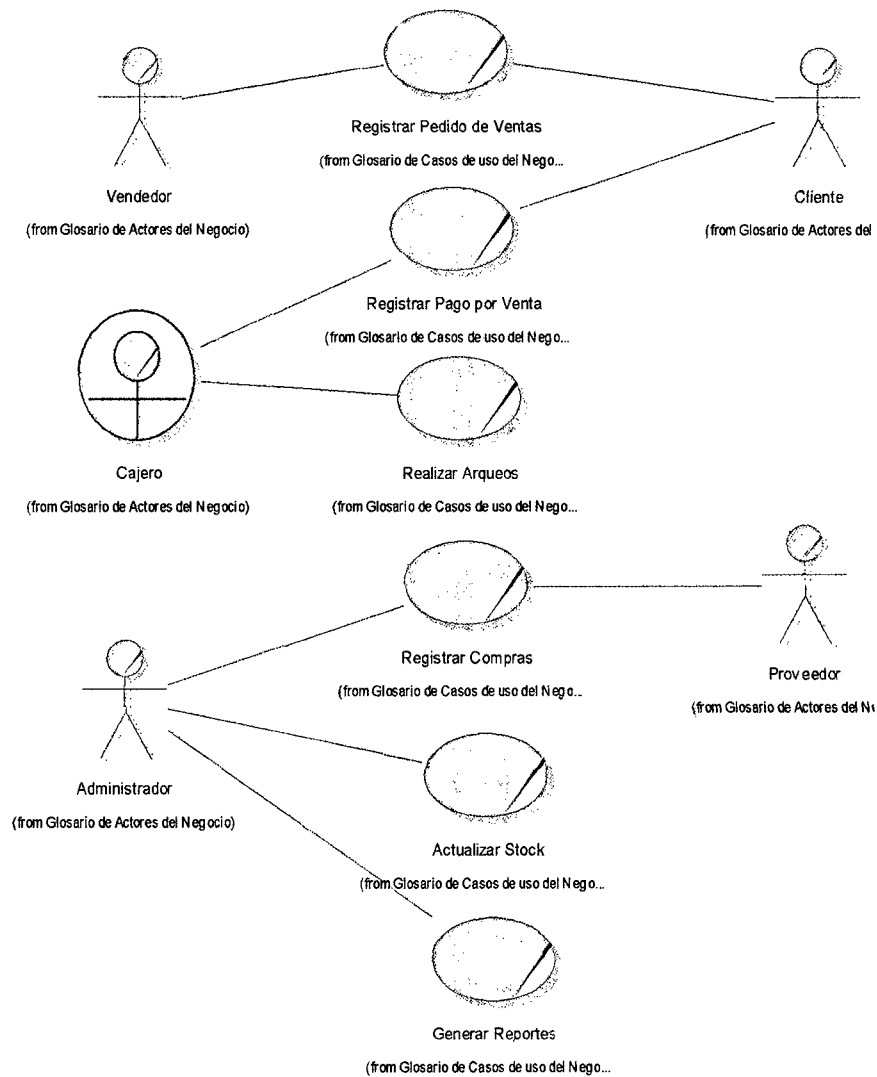 Registrar Pedido de Ventas
(from Glosario de Casos de uso del Nego...
Vendedor
(from Glosario de Actores del Negocio)
Cliente
(from Glosario de Actores del
Registrar Pago por Venta
(from Glosario de Casos de uso del Nego...
Cajero
(from Glosario de Actores del Negocio)
Realizar Arqueos
(from Glosario de Casos de uso del Nego...
Registrar Compras
(from Glosario de Casos de uso del Nego...
Proveedor
(from Glosario de Actores del N
Administrador
(from Glosario de Actores del Negocio)
Actualizar Stock
(from Glosario de Casos de uso del Nego...
Generar Reportes
(from Glosario de Casos de uso del Nego...